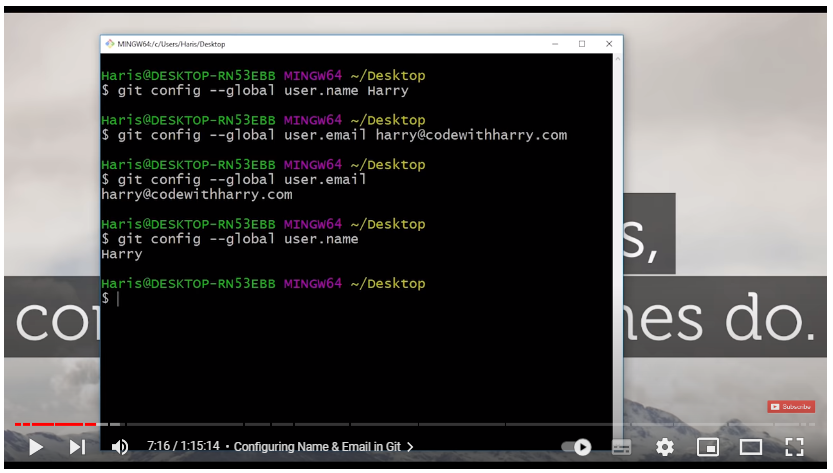 MINGW64:/c/Users/Haris/Desktop
Haris@DESKTOP-RN53EBB MINGW64 ~/Desktop
$ git config --global user.name Harry
Haris@DESKTOP-RN53EBB MINGW64 ~/Desktop
$ git config --global user.email harry@codewithharry.com
Haris@DESKTOP-RN53EBB MINGW64 ~/Desktop
$ git config --global user.email
harry@codewithharry.com
Haris@DESKTOP-RN53EBB MINGW64 ~/Desktop
$ git config --global user.name
Harry
Haris@DESKTOP-RN53EBB MINGW64 ~/Desktop
$
do.
Subscribe
7:16 / 1:15:14 • Configuring Name & Email in Git >